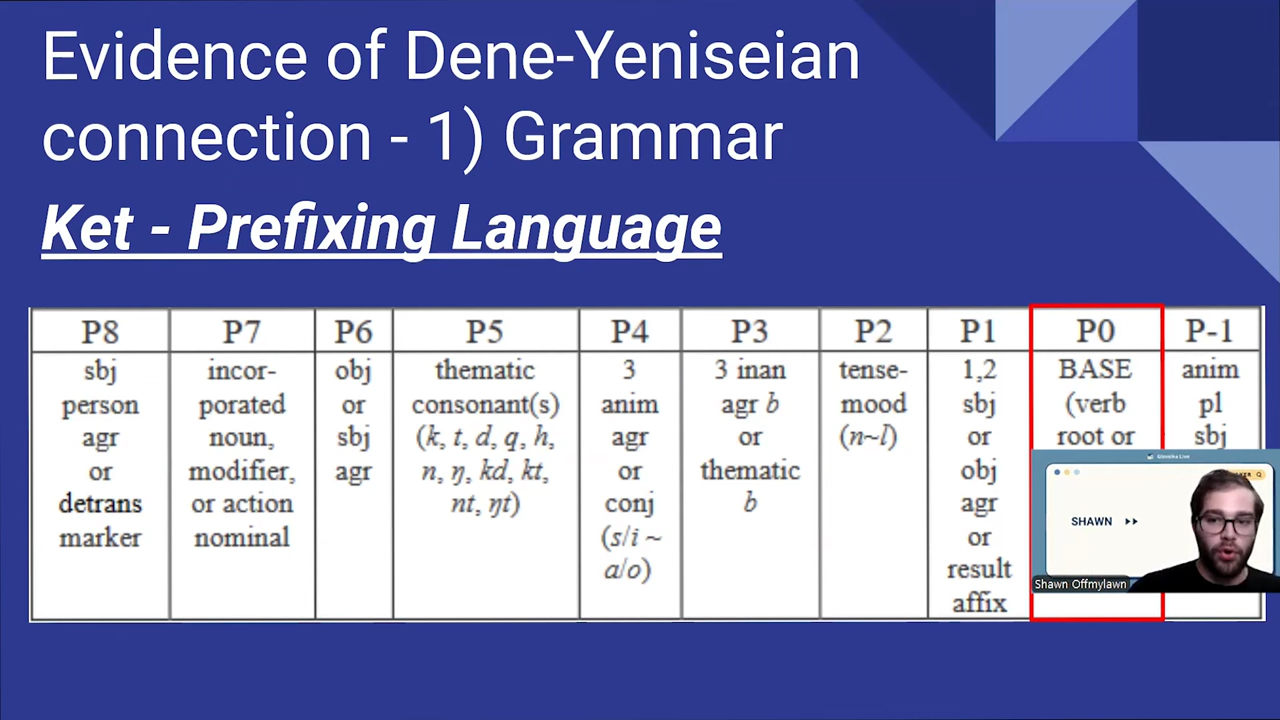 Evidence of Dene-Yeniseian
connection - 1) Grammar
Ket - Prefixing Language
P8 P7 P6 P5 P4 P3 P2 P1 P0 P-1
sbj incor- obj thematic 3 3 inan tense- 1,2 BASE anim
person porated or consonant(s) anim agr b mood sbj (verb pl
agr noun, sbj (k, t, d, q, h, agr or (n~l) or root or sbj
or modifier, agr n, ŋ, kd, kt, or thematic obj
detrans or action nt, ŋt) conj b agr
marker nominal (s/i ~ or
a/o) result
affix
Glossika Live
SHAWN
Shawn Offmylawn